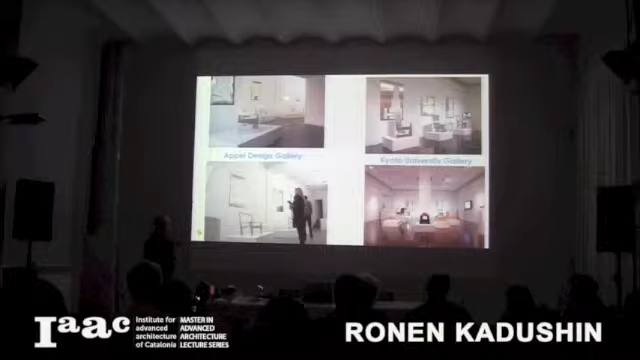 Appel Design Gallery
Kyoto University Gallery
Iaac
Institute for
advanced
architecture
of Catalonia
MASTER IN
ADVANCED
ARCHITECTURE
LECTURE SERIES
RONEN KADUSHIN